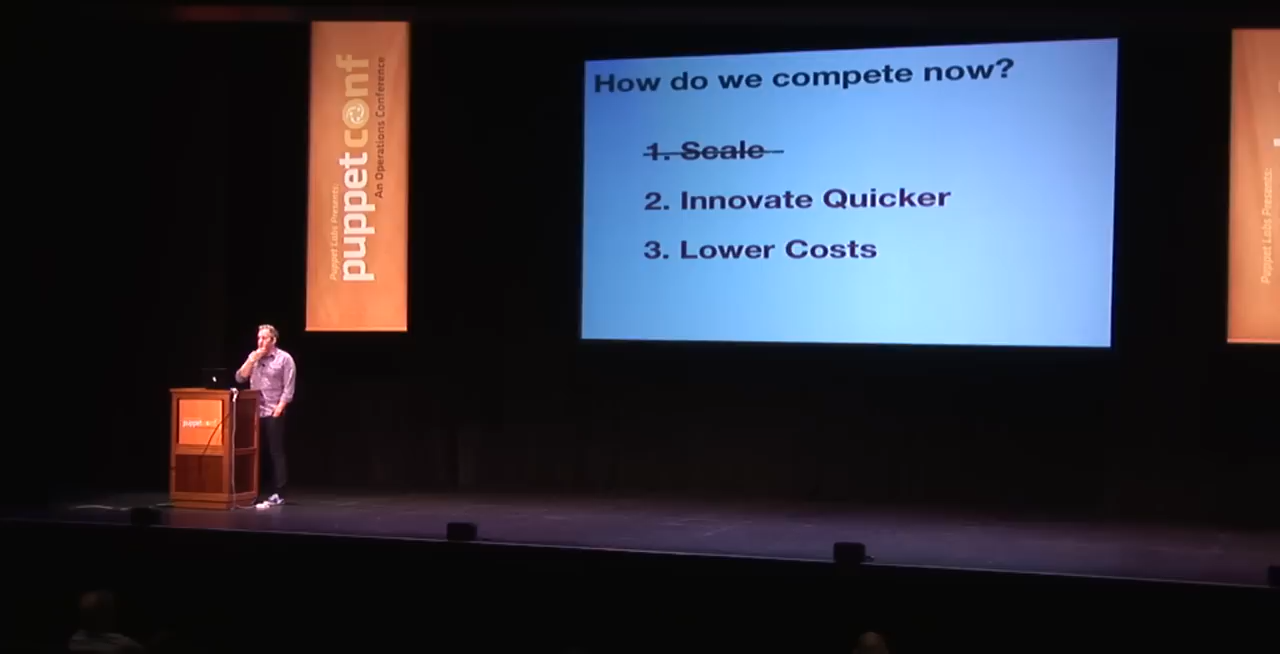 Puppet Labs Presents:
puppetconf
An Operations Conference
How do we compete now?
1. Scale
2. Innovate Quicker
3. Lower Costs
puppetconf
Puppet Labs Presents: